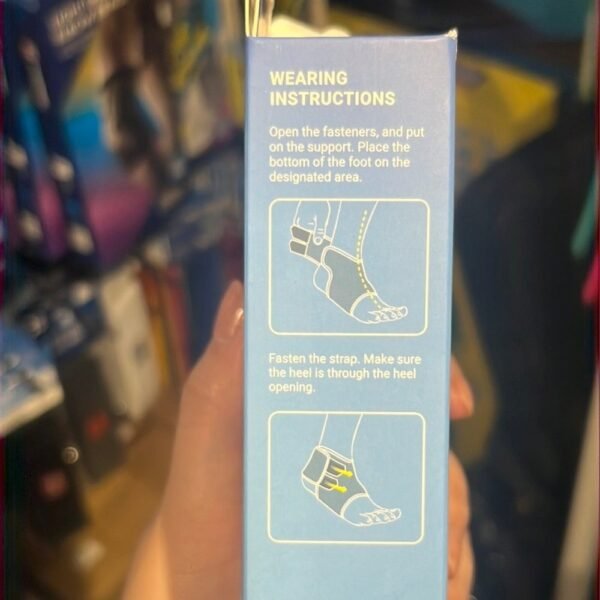 WEARING
INSTRUCTIONS
Open the fasteners, and put
on the support. Place the
bottom of the foot on the
designated area.
Fasten the strap. Make sure
the heel is through the heel
opening.